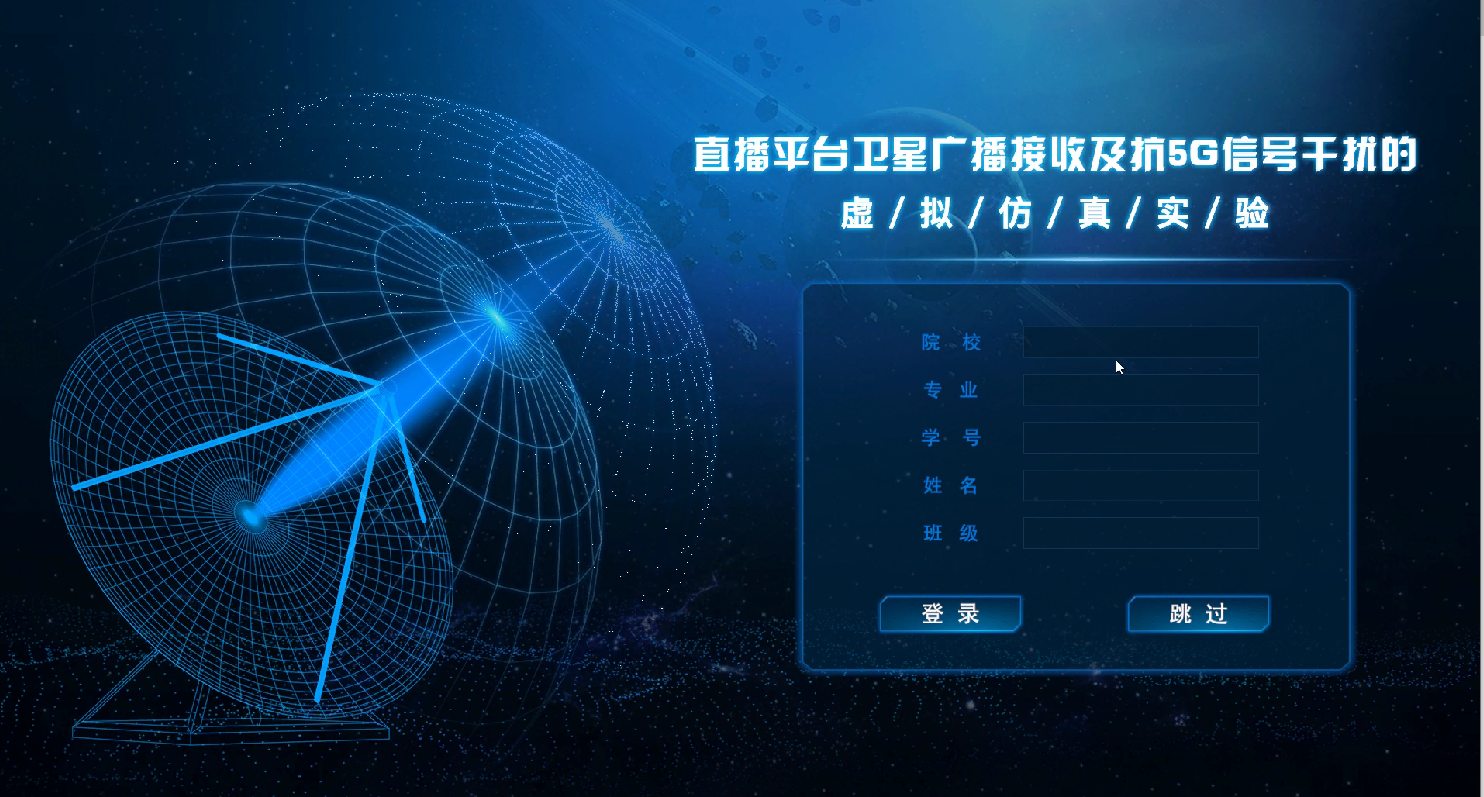 直播平台卫星广播接收及抗5G信号干扰的
虚/拟/仿/真/实/验
院 校
专 业
学 号
姓 名
班 级
登 录 跳 过